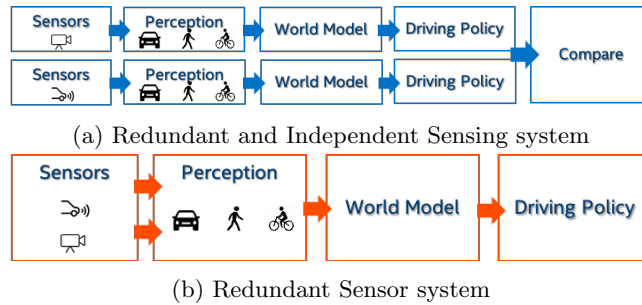 Sensors Perception World Model Driving Policy
Compare
Sensors Perception World Model Driving Policy
(a) Redundant and Independent Sensing system
Sensors Perception
World Model Driving Policy
(b) Redundant Sensor system